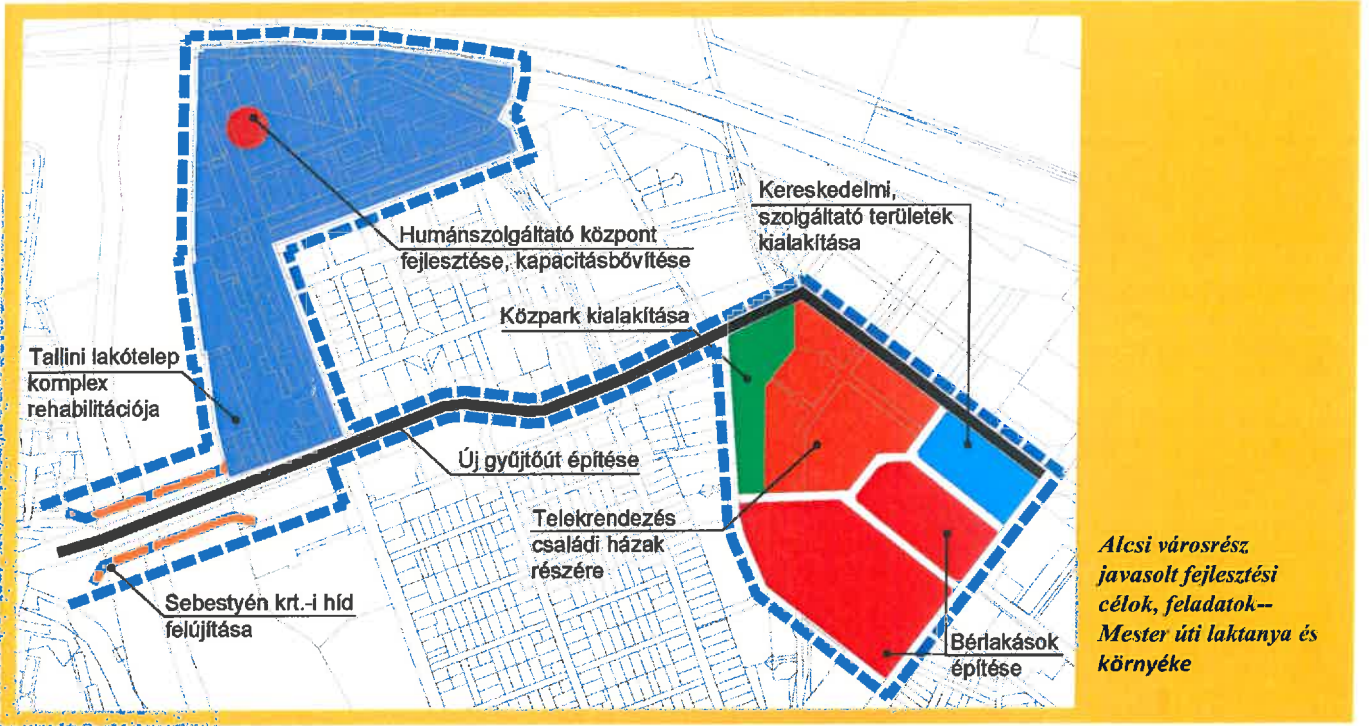 Kereskedelmi,
szolgáltató területek
kialakítása
Humánszolgáltató központ
fejlesztése, kapacitásbővítése
Közpark kialakítása
Tallini lakótelep
komplex
rehabilitációja
Új gyűjtőút építése
Telekrendezés
családi házak
részére
Sebestyén krt.-i híd
felújítása
Bérlakások
építése
Alcsi városrész
javasolt fejlesztési
célok, feladatok--
Mester úti laktanya és
környéke